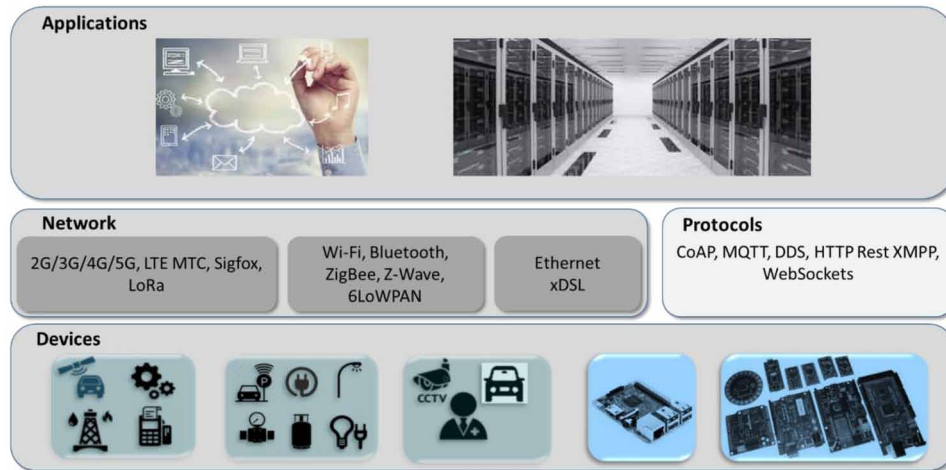 Applications
Network
2G/3G/4G/5G, LTE MTC, Sigfox,
LoRa
Wi-Fi, Bluetooth,
ZigBee, Z-Wave,
6LoWPAN
Ethernet
xDSL
Protocols
CoAP, MQTT, DDS, HTTP Rest XMPP,
WebSockets
Devices
P
CCTV